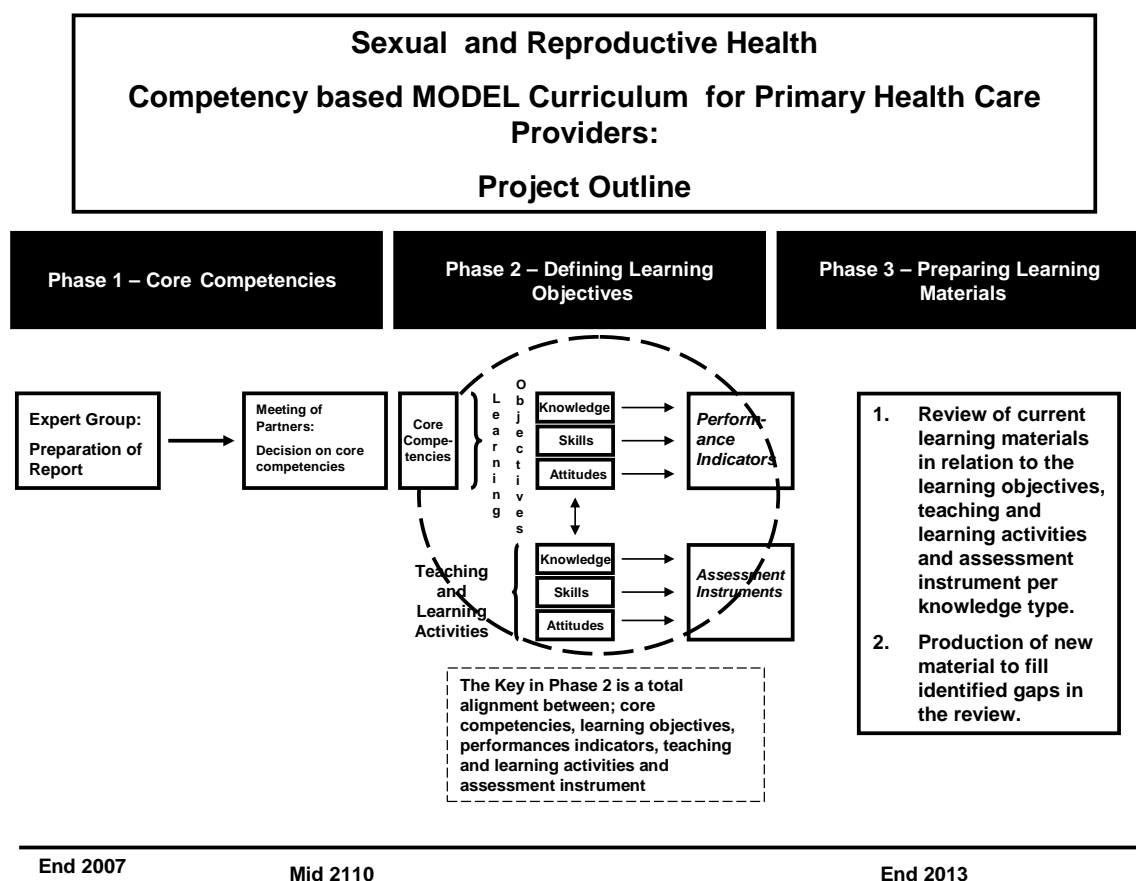 Sexual and Reproductive Health
Competency based MODEL Curriculum for Primary Health Care
Providers:
Project Outline
Phase 1 – Core Competencies
Phase 2 – Defining Learning
Objectives
Phase 3 – Preparing Learning
Materials
Expert Group:
Preparation of
Report
Meeting of
Partners:
Decision on core
competencies
Core
Compe-
tencies
Learning
Objectives
Knowledge
Skills
Attitudes
Perform-
ance
Indicators
Teaching
and
Learning
Activities
Knowledge
Skills
Attitudes
Assessment
Instruments
The Key in Phase 2 is a total
alignment between; core
competencies, learning objectives,
performances indicators, teaching
and learning activities and
assessment instrument
1. Review of current
learning materials
in relation to the
learning objectives,
teaching and
learning activities
and assessment
instrument per
knowledge type.
2. Production of new
material to fill
identified gaps in
the review.
End 2007
Mid 2110
End 2013